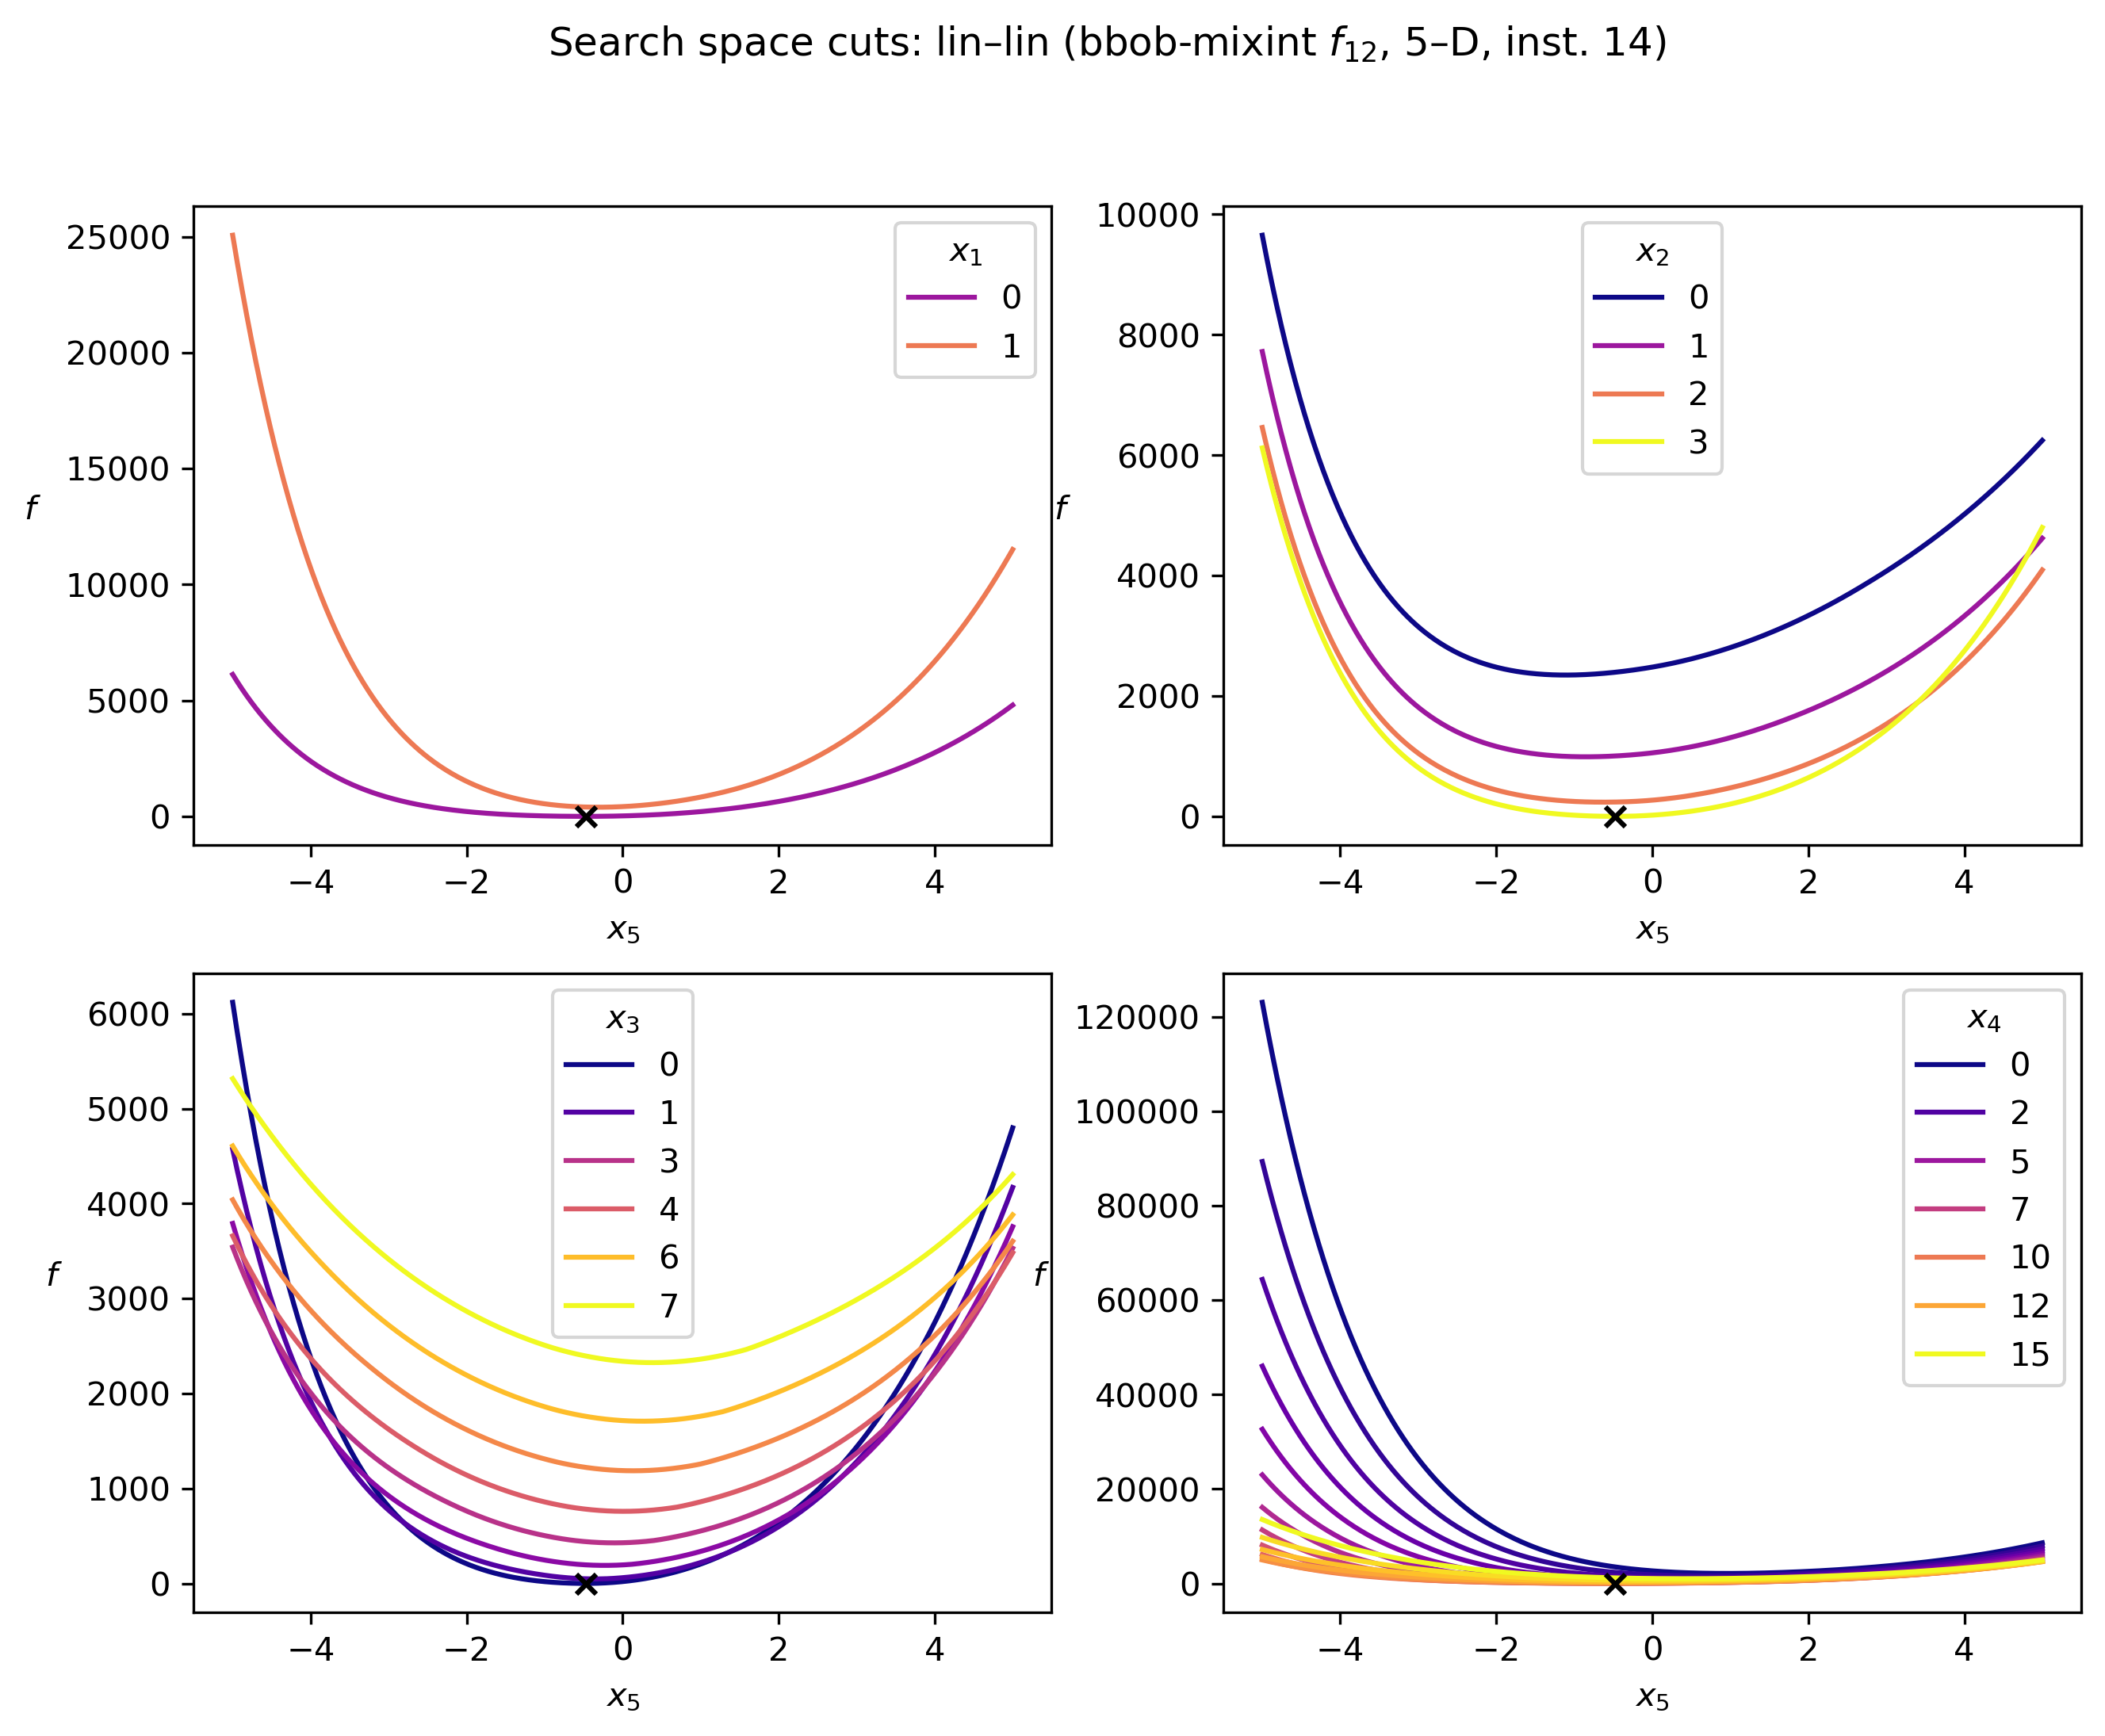 Search space cuts: lin–lin (bbob-mixint f12, 5–D, inst. 14)
25000
20000
15000
10000
5000
0
f
−4 −2 0 2 4
x5
x1
0
1
10000
8000
6000
4000
2000
0
f
−4 −2 0 2 4
x5
x2
0
1
2
3
6000
5000
4000
3000
2000
1000
0
f
−4 −2 0 2 4
x5
x3
0
1
3
4
6
7
120000
100000
80000
60000
40000
20000
0
f
−4 −2 0 2 4
x5
x4
0
2
5
7
10
12
15